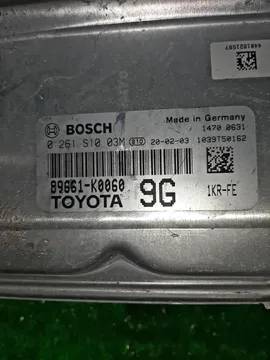 4401821587
Made in Germany
BOSCH
1470 0631
0 261 S10 03M 20-02-03 1039T50162
89661-K0060
TOYOTA 9G 1KR-FE